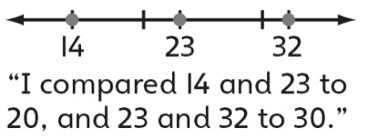 14 23 32
“I compared 14 and 23 to
20, and 23 and 32 to 30.”